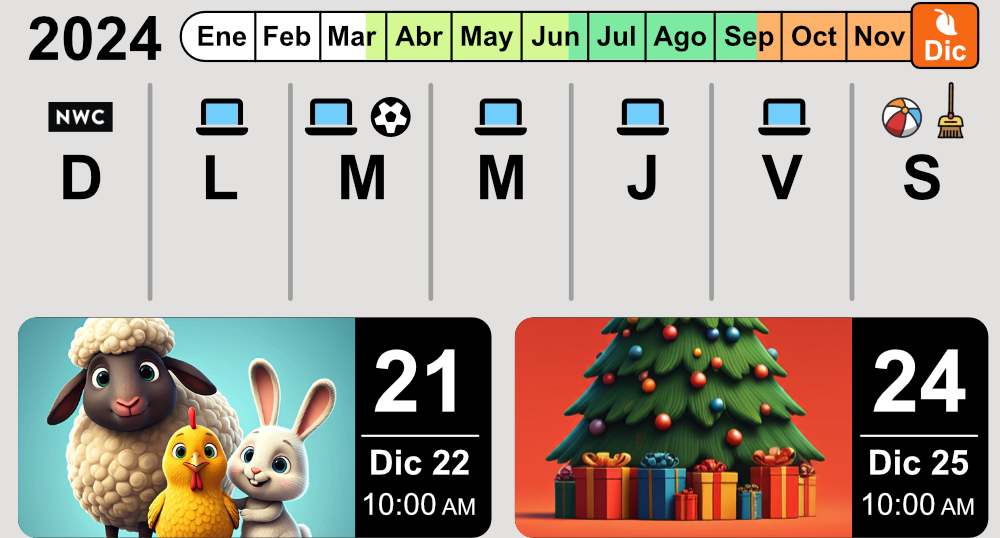 2024 Ene Feb Mar Abr May Jun Jul Ago Sep Oct Nov Dic
NWC
D L M M J V S
21
Dic 22
10:00 AM
24
Dic 25
10:00 AM